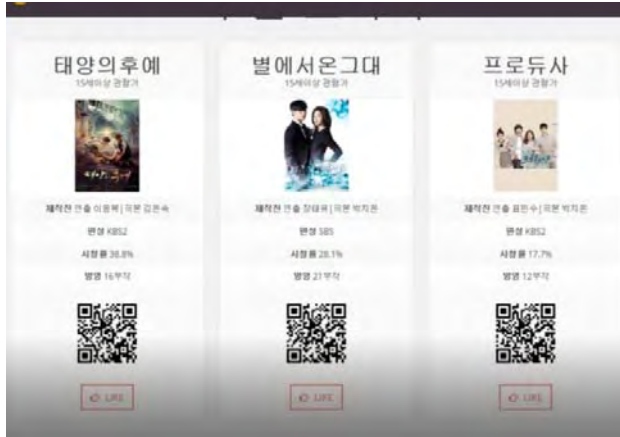 태양의후예
15세이상 관람가
제작진 연출 이응복 | 극본 김은숙
편성 KBS2
시청률 38.8%
방영 16부작
LIKE
별에서온그대
15세이상 관람가
제작진 연출 장태유 | 극본 박지은
편성 SBS
시청률 28.1%
방영 21부작
LIKE
프로듀사
15세이상 관람가
제작진 연출 표민수 | 극본 박지은
편성 KBS2
시청률 17.7%
방영 12부작
LIKE